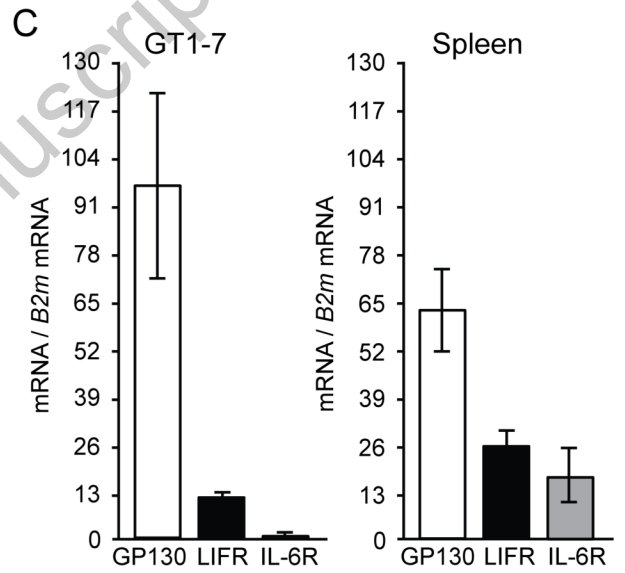 C
GT1-7
mRNA / B2m mRNA
130
117
104
91
78
65
52
39
26
13
0
GP130 LIFR IL-6R
Spleen
mRNA / B2m mRNA
130
117
104
91
78
65
52
39
26
13
0
GP130 LIFR IL-6R
uscrip